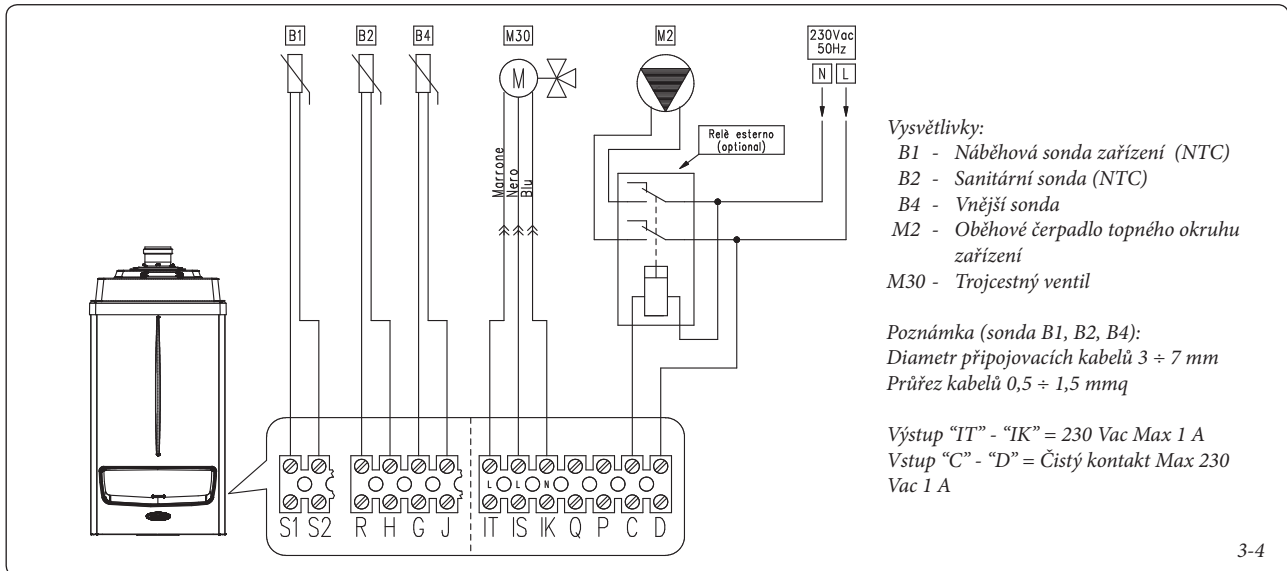 B1
B2
B4
M30
M2
230Vac
50Hz
N L
M
Relè esterno
(optional)
Marrone
Nero
Blu
L L N
S1 S2 R H G J IT IS IK Q P C D
Vysvětlivky:
B1 - Náběhová sonda zařízení (NTC)
B2 - Sanitární sonda (NTC)
B4 - Vnější sonda
M2 - Oběhové čerpadlo topného okruhu
zařízení
M30 - Trojcestný ventil
Poznámka (sonda B1, B2, B4):
Diametr připojovacích kabelů 3 ÷ 7 mm
Průřez kabelů 0,5 ÷ 1,5 mmq
Výstup “IT” - “IK” = 230 Vac Max 1 A
Vstup “C” - “D” = Čistý kontakt Max 230
Vac 1 A
3-4